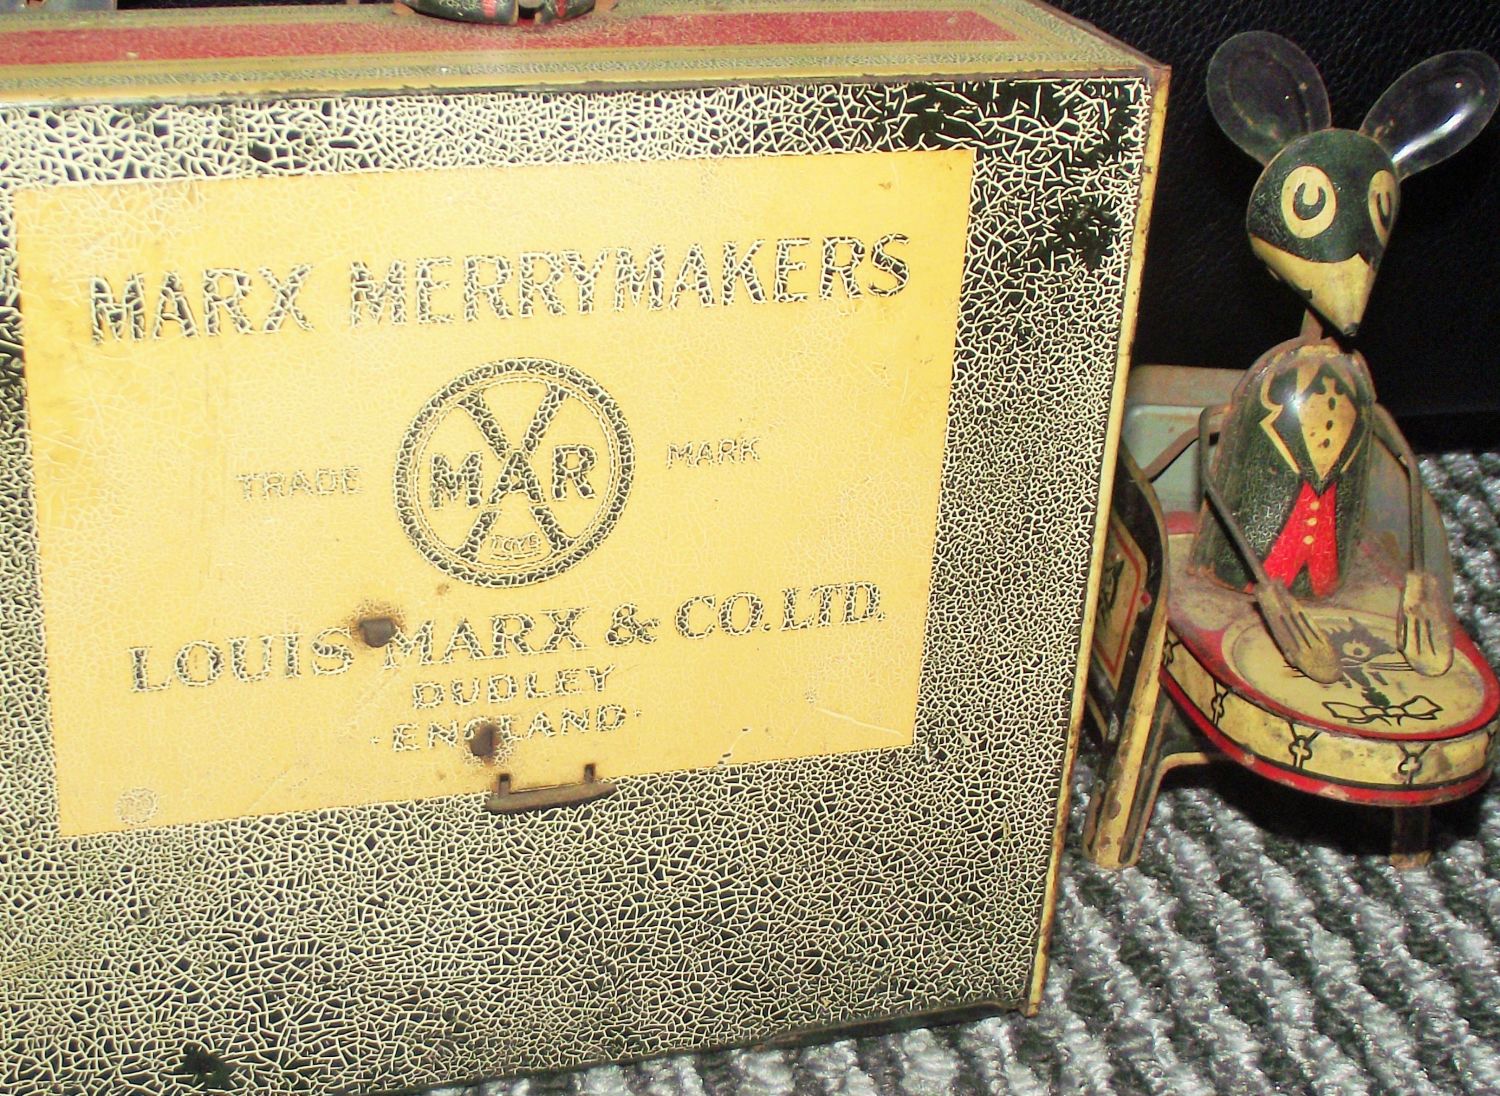 MARX MERRYMAKERS
TRADE MARK
MAR
TOYS
LOUIS MARX & CO. LTD.
DUDLEY
·ENGLAND·